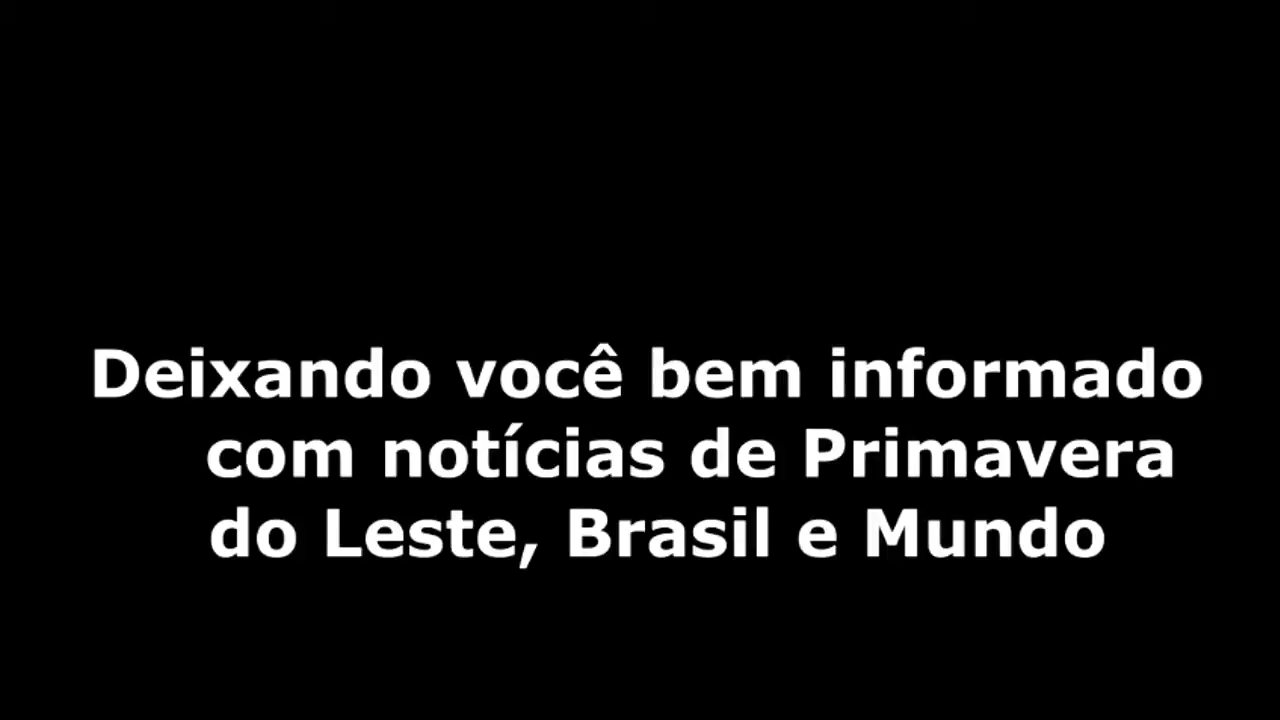 Deixando você bem informado
com notícias de Primavera
do Leste, Brasil e Mundo